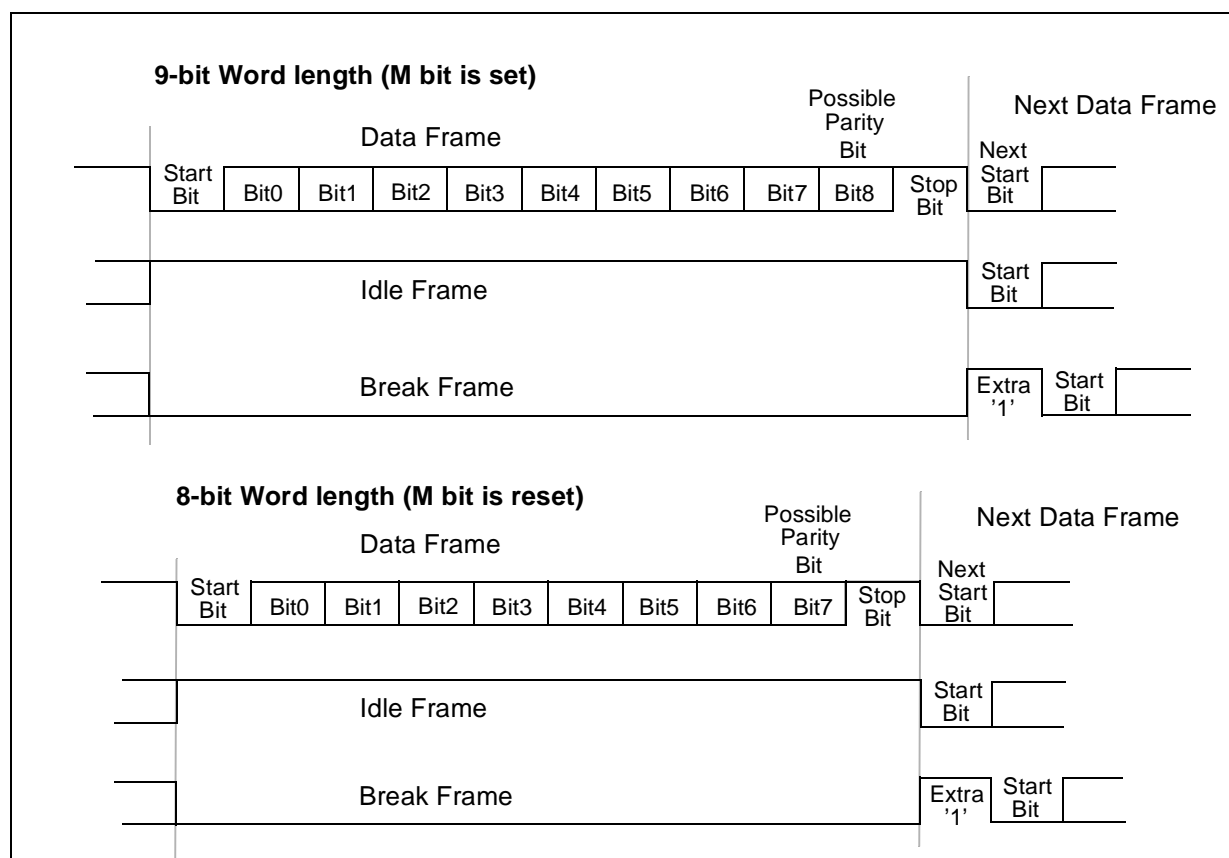 9-bit Word length (M bit is set)
Possible
Parity
Bit
Next Data Frame
Data Frame
Start
Bit
Bit0
Bit1
Bit2
Bit3
Bit4
Bit5
Bit6
Bit7
Bit8
Stop
Bit
Next
Start
Bit
Idle Frame
Start
Bit
Break Frame
Extra
'1'
Start
Bit
8-bit Word length (M bit is reset)
Possible
Parity
Bit
Next Data Frame
Data Frame
Start
Bit
Bit0
Bit1
Bit2
Bit3
Bit4
Bit5
Bit6
Bit7
Stop
Bit
Next
Start
Bit
Idle Frame
Start
Bit
Break Frame
Extra
'1'
Start
Bit